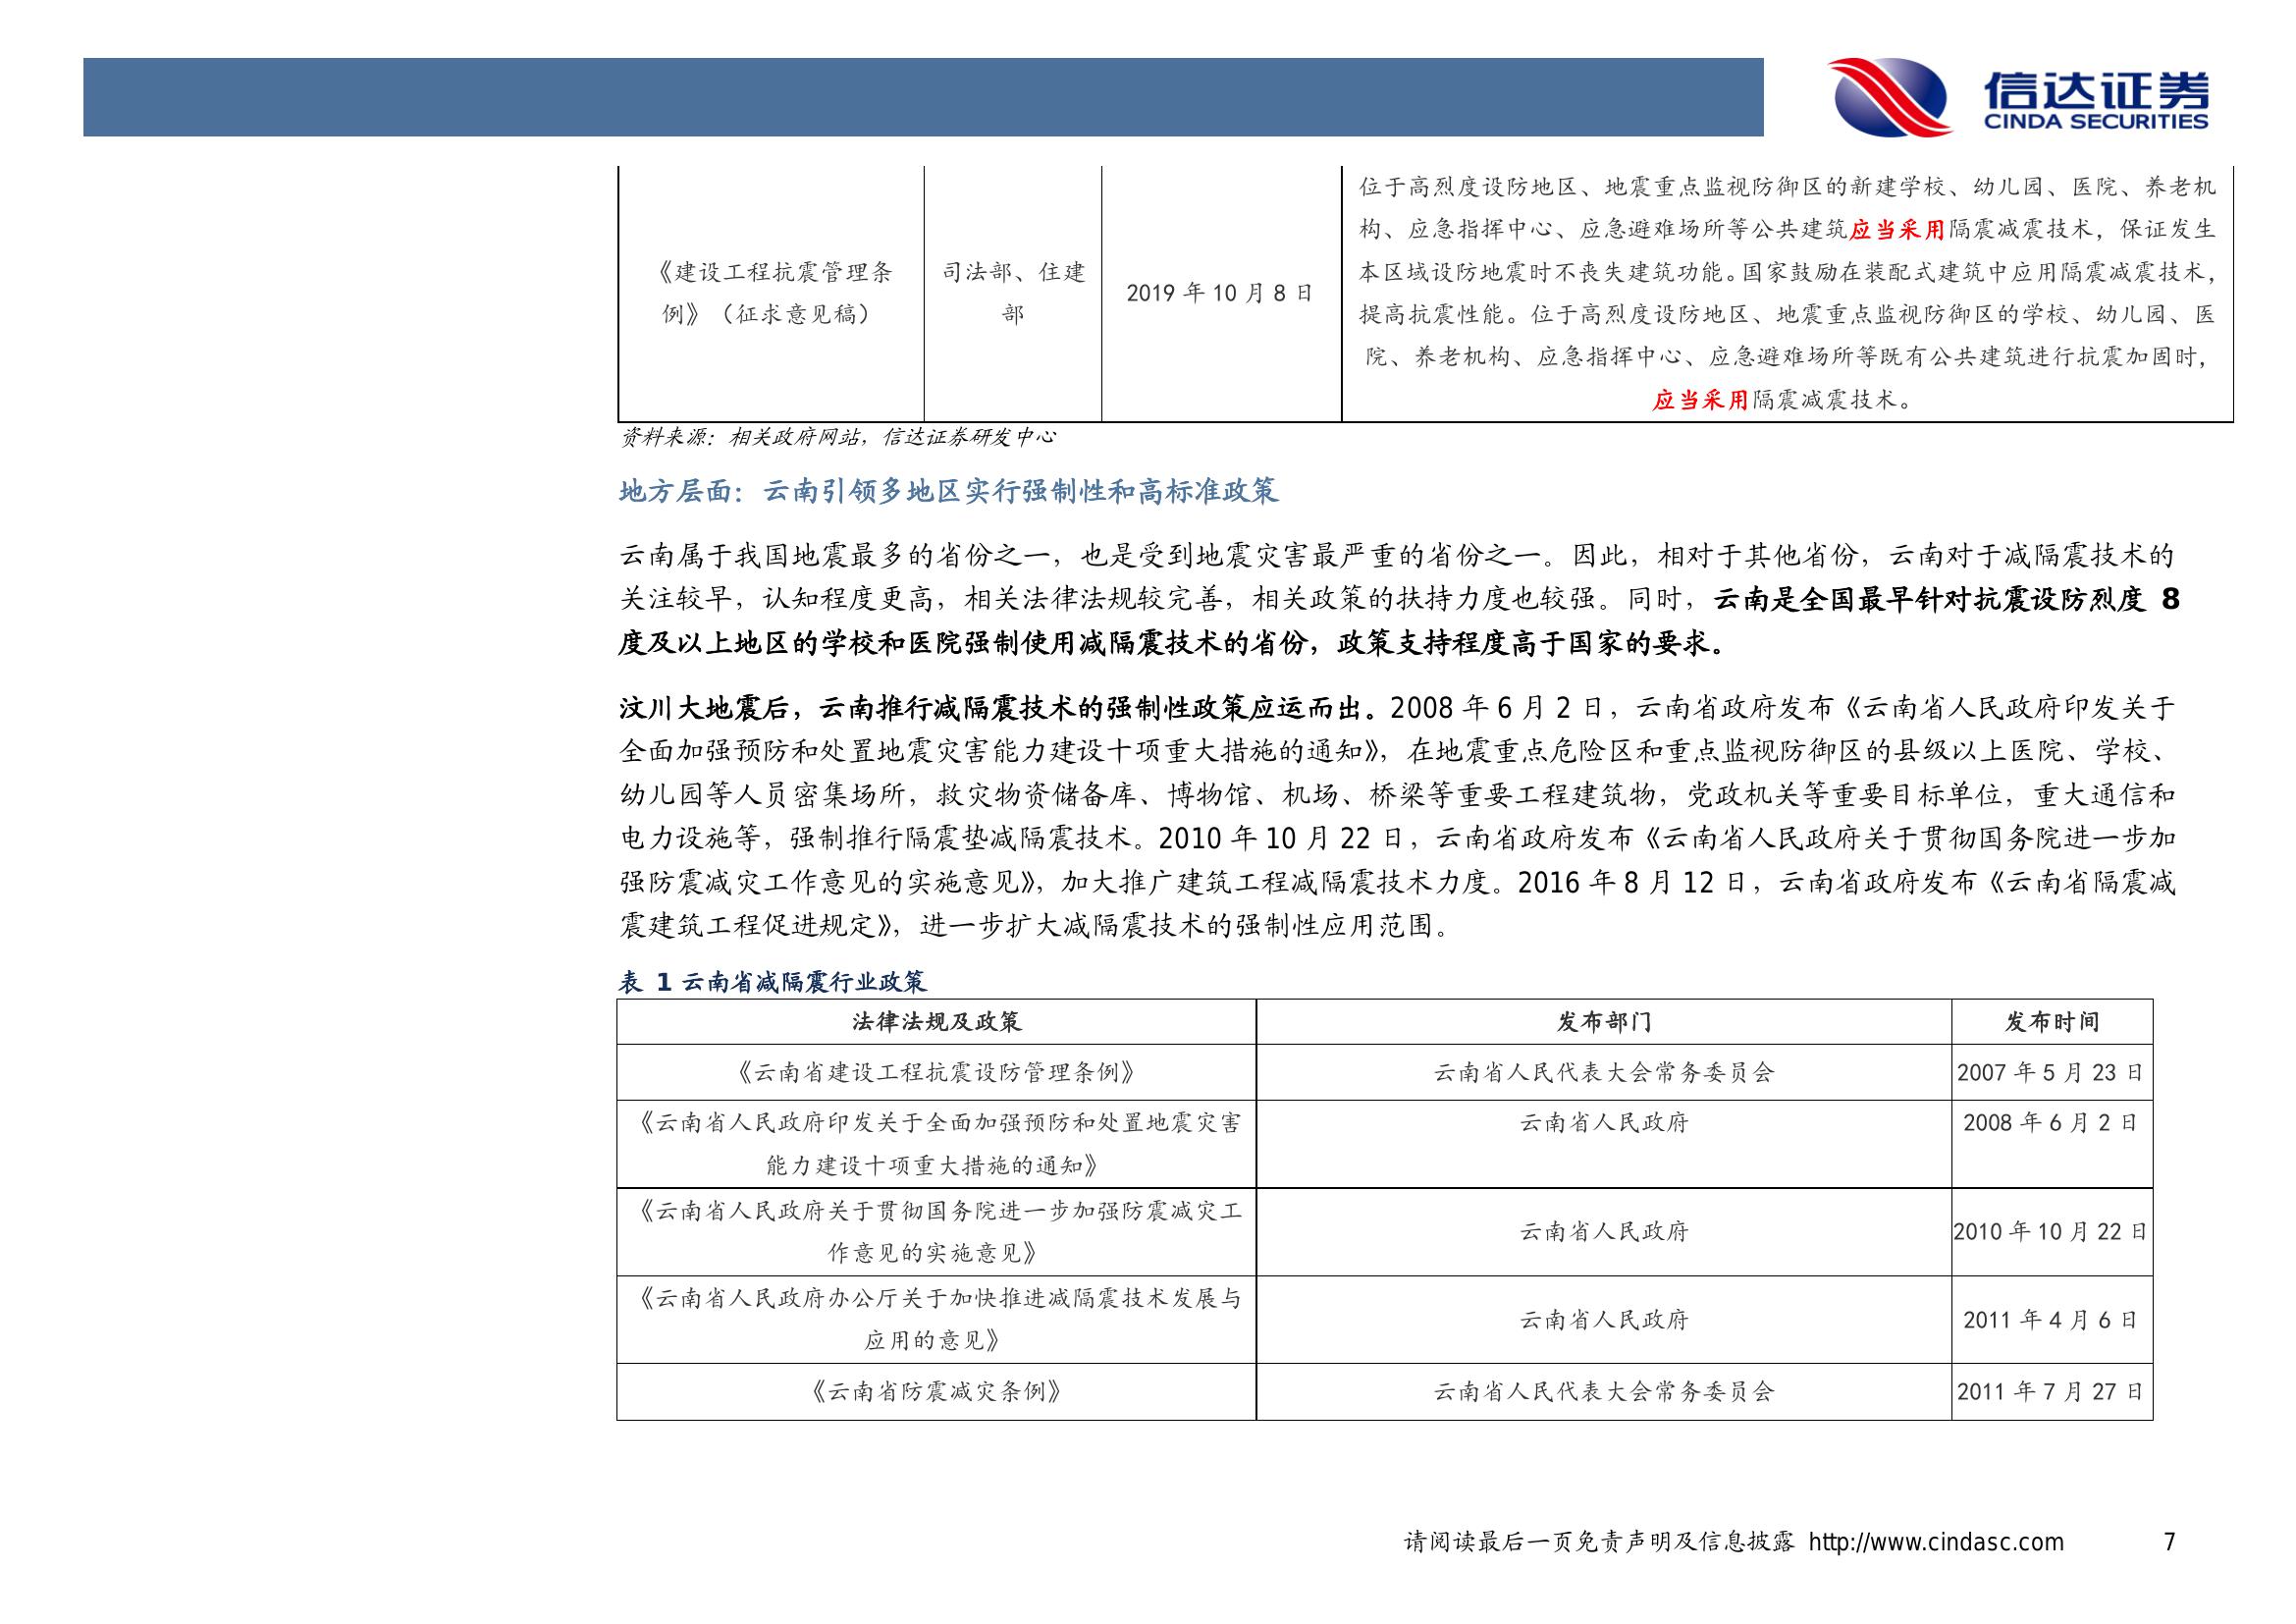 信达证券
CINDA SECURITIES
《建设工程抗震管理条
例》（征求意见稿）
司法部、住建
部
2019 年 10 月 8 日
位于高烈度设防地区、地震重点监视防御区的新建学校、幼儿园、医院、养老机
构、应急指挥中心、应急避难场所等公共建筑应当采用隔震减震技术，保证发生
本区域设防地震时不丧失建筑功能。国家鼓励在装配式建筑中应用隔震减震技术，
提高抗震性能。位于高烈度设防地区、地震重点监视防御区的学校、幼儿园、医
院、养老机构、应急指挥中心、应急避难场所等既有公共建筑进行抗震加固时，
应当采用隔震减震技术。
资料来源：相关政府网站，信达证券研发中心
地方层面：云南引领多地区实行强制性和高标准政策
云南属于我国地震最多的省份之一，也是受到地震灾害最严重的省份之一。因此，相对于其他省份，云南对于减隔震技术的
关注较早，认知程度更高，相关法律法规较完善，相关政策的扶持力度也较强。同时，云南是全国最早针对抗震设防烈度 8
度及以上地区的学校和医院强制使用减隔震技术的省份，政策支持程度高于国家的要求。
汶川大地震后，云南推行减隔震技术的强制性政策应运而出。2008 年 6 月 2 日，云南省政府发布《云南省人民政府印发关于
全面加强预防和处置地震灾害能力建设十项重大措施的通知》，在地震重点危险区和重点监视防御区的县级以上医院、学校、
幼儿园等人员密集场所，救灾物资储备库、博物馆、机场、桥梁等重要工程建筑物，党政机关等重要目标单位，重大通信和
电力设施等，强制推行隔震垫减隔震技术。2010 年 10 月 22 日，云南省政府发布《云南省人民政府关于贯彻国务院进一步加
强防震减灾工作意见的实施意见》，加大推广建筑工程减隔震技术力度。2016 年 8 月 12 日，云南省政府发布《云南省隔震减
震建筑工程促进规定》，进一步扩大减隔震技术的强制性应用范围。
表 1 云南省减隔震行业政策
法律法规及政策 发布部门 发布时间
《云南省建设工程抗震设防管理条例》 云南省人民代表大会常务委员会 2007 年 5 月 23 日
《云南省人民政府印发关于全面加强预防和处置地震灾害 云南省人民政府 2008 年 6 月 2 日
能力建设十项重大措施的通知》
《云南省人民政府关于贯彻国务院进一步加强防震减灾工
作意见的实施意见》
云南省人民政府 2010 年 10 月 22 日
《云南省人民政府办公厅关于加快推进减隔震技术发展与
应用的意见》
云南省人民政府 2011 年 4 月 6 日
《云南省防震减灾条例》 云南省人民代表大会常务委员会 2011 年 7 月 27 日
请阅读最后一页免责声明及信息披露 http://www.cindasc.com 7